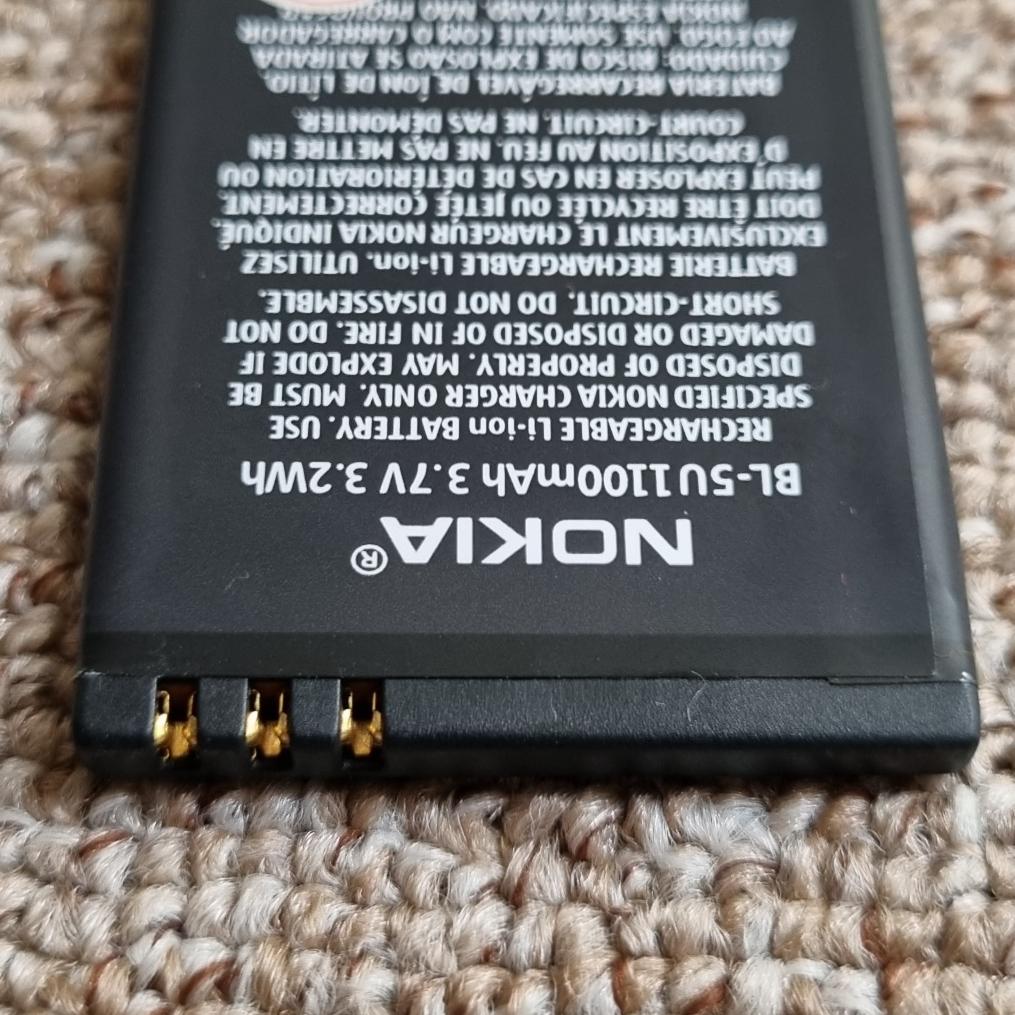 NOKIA®
BL-5U 1100mAh 3.7V 3.2Wh
RECHARGEABLE Li-ion BATTERY. USE
SPECIFIED NOKIA CHARGER ONLY. MUST BE
DISPOSED OF PROPERLY. MAY EXPLODE IF
DAMAGED OR DISPOSED OF IN FIRE. DO NOT
SHORT-CIRCUIT. DO NOT DISASSEMBLE.
BATTERIE RECHARGEABLE Li-ion. UTILISEZ
EXCLUSIVEMENT LE CHARGEUR NOKIA INDIQUÉ.
DOIT ÊTRE RECYCLÉE OU JETÉE CORRECTEMENT.
PEUT EXPLOSER EN CAS DE DÉTÉRIORATION OU
D'EXPOSITION AU FEU. NE PAS METTRE EN
COURT-CIRCUIT. NE PAS DÉMONTER.
BATERIA RECARREGÁVEL DE ÍON DE LÍTIO.
CUIDADO: RISCO DE EXPLOSÃO SE ATIRADA
AO FOGO. USE SOMENTE COM O CARREGADOR
NOKIA ESPECIFICADO. NÃO PROVOCAR